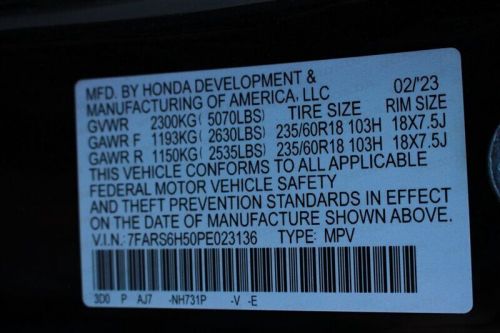 MFD. BY HONDA DEVELOPMENT &
MANUFACTURING OF AMERICA, LLC 02/'23
GVWR 2300KG( 5070LBS) TIRE SIZE RIM SIZE
GAWR F 1193KG( 2630LBS) 235/60R18 103H 18X7.5J
GAWR R 1150KG( 2535LBS) 235/60R18 103H 18X7.5J
THIS VEHICLE CONFORMS TO ALL APPLICABLE
FEDERAL MOTOR VEHICLE SAFETY
AND THEFT PREVENTION STANDARDS IN EFFECT
ON THE DATE OF MANUFACTURE SHOWN ABOVE.
V.I.N.: 7FARS6H50PE023136 TYPE: MPV
3D0 P AJ7 -NH731P -V -E